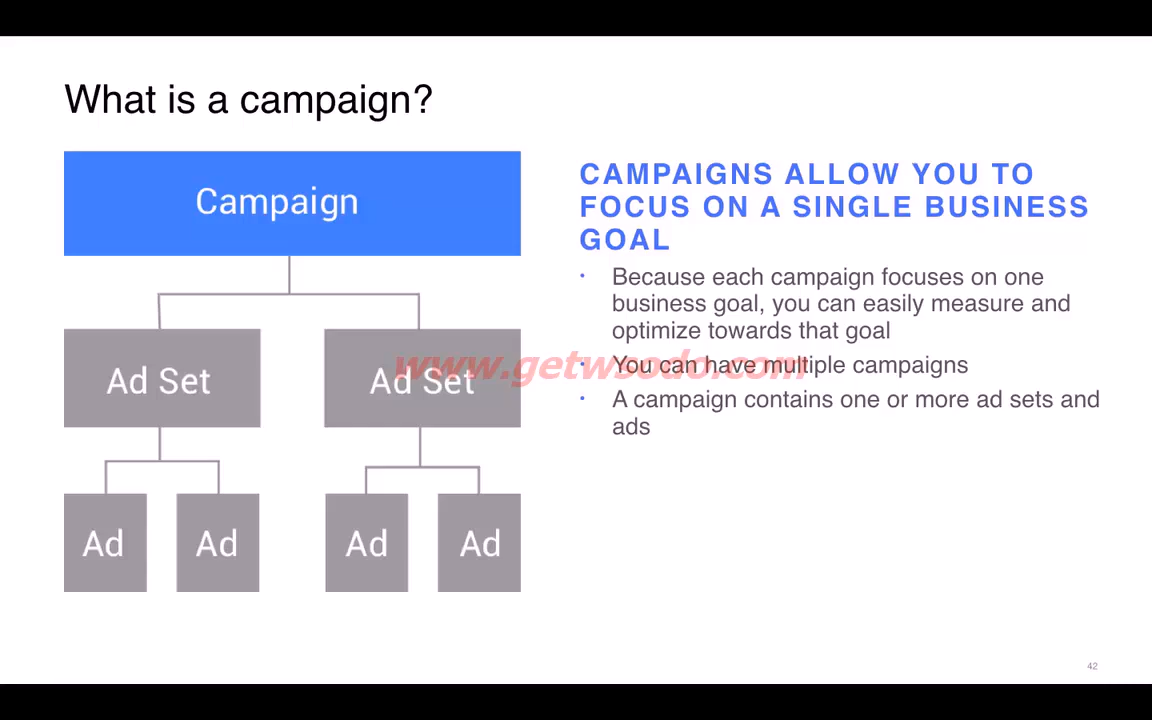 What is a campaign?
Campaign
Ad Set
Ad Set
Ad
Ad
Ad
Ad
CAMPAIGNS ALLOW YOU TO
FOCUS ON A SINGLE BUSINESS
GOAL
• Because each campaign focuses on one
business goal, you can easily measure and
optimize towards that goal
• You can have multiple campaigns
• A campaign contains one or more ad sets and
ads
www.getwsodo.com
42